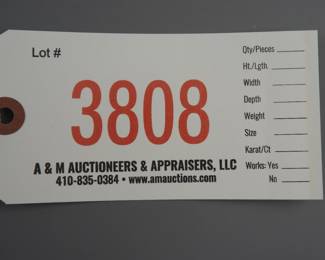 Lot #
3808
A & M AUCTIONEERS & APPRAISERS, LLC
410-835-0384 • www.amauctions.com
Qty/Pieces
Ht./Lgth.
Width
Depth
Weight
Size
Karat/Ct
Works: Yes
No